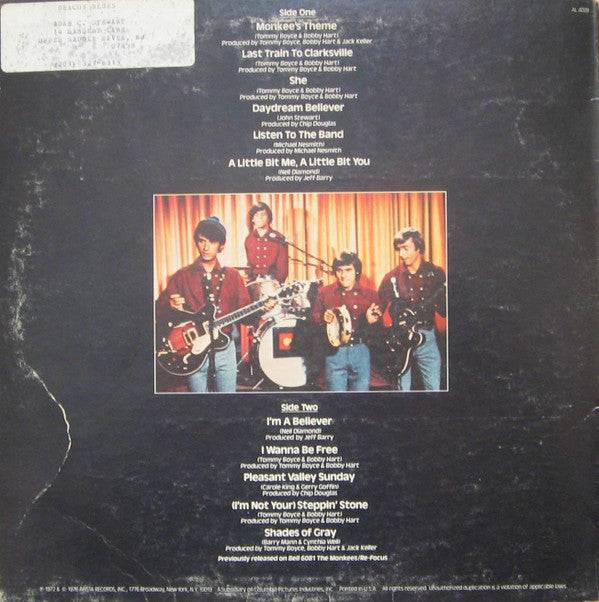 BEACON BLUES
07458
Side One
AL 4089
Monkee's Theme
(Tommy Boyce & Bobby Hart)
Produced by Tommy Boyce, Bobby Hart & Jack Keller
Last Train To Clarksville
(Tommy Boyce & Bobby Hart)
Produced by Tommy Boyce & Bobby Hart
She
(Tommy Boyce & Bobby Hart)
Produced by Tommy Boyce & Bobby Hart
Daydream Believer
(John Stewart)
Produced by Chip Douglas
Listen To The Band
(Michael Nesmith)
Produced by Michael Nesmith
A Little Bit Me, A Little Bit You
(Neil Diamond)
Produced by Jeff Barry
Side Two
I'm A Believer
(Neil Diamond)
Produced by Jeff Barry
I Wanna Be Free
(Tommy Boyce & Bobby Hart)
Produced by Tommy Boyce & Bobby Hart
Pleasant Valley Sunday
(Carole King & Gerry Goffin)
Produced by Chip Douglas
(I'm Not Your) Steppin' Stone
(Tommy Boyce & Bobby Hart)
Produced by Tommy Boyce & Bobby Hart
Shades of Gray
(Barry Mann & Cynthia Weil)
Produced by Tommy Boyce, Bobby Hart & Jack Keller
Previously released on Bell 6081 The Monkees/Re-Focus
℗ 1972 & © 1976 ARISTA RECORDS, INC., 1776 Broadway, New York, N.Y. 10019 A subsidiary of Columbia Pictures Industries, Inc. Printed in U.S.A. All rights reserved. Unauthorized duplication is a violation of applicable laws.